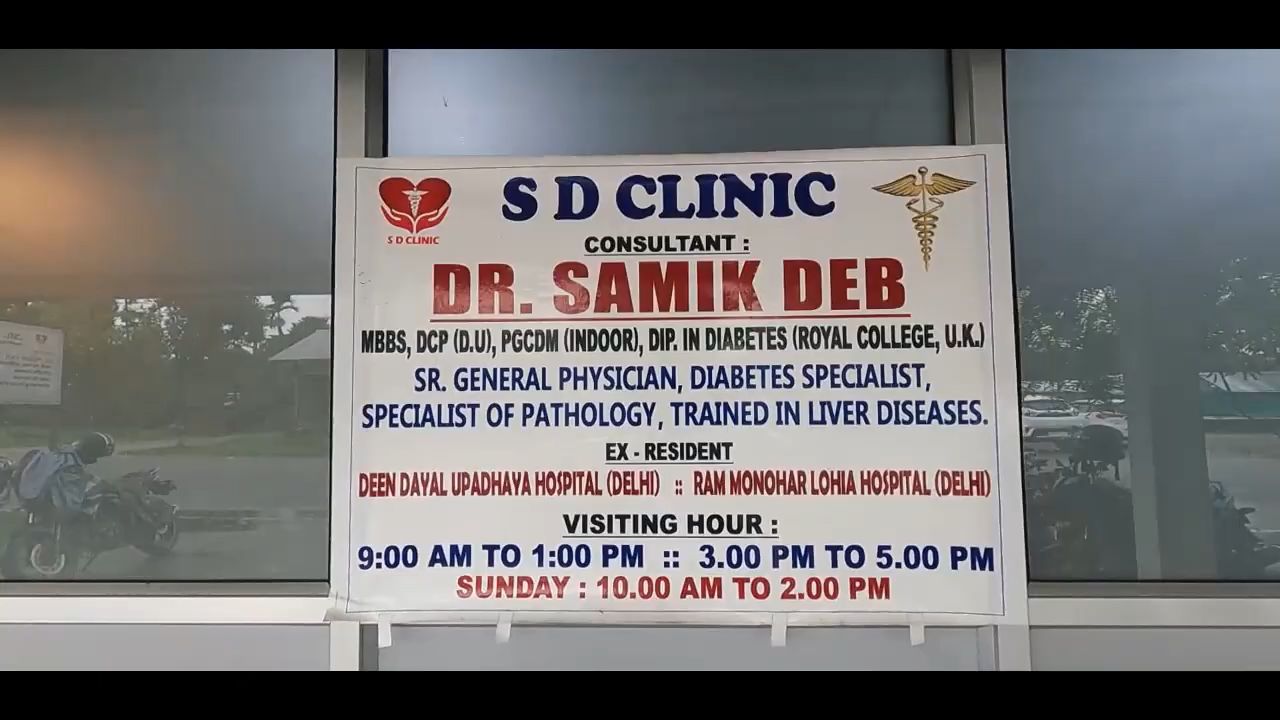 S D CLINIC
S D CLINIC
CONSULTANT :
DR. SAMIK DEB
MBBS, DCP (D.U), PGCDM (INDOOR), DIP. IN DIABETES (ROYAL COLLEGE, U.K.)
SR. GENERAL PHYSICIAN, DIABETES SPECIALIST,
SPECIALIST OF PATHOLOGY, TRAINED IN LIVER DISEASES.
EX - RESIDENT
DEEN DAYAL UPADHAYA HOSPITAL (DELHI) :: RAM MONOHAR LOHIA HOSPITAL (DELHI)
VISITING HOUR :
9:00 AM TO 1:00 PM :: 3.00 PM TO 5.00 PM
SUNDAY : 10.00 AM TO 2.00 PM